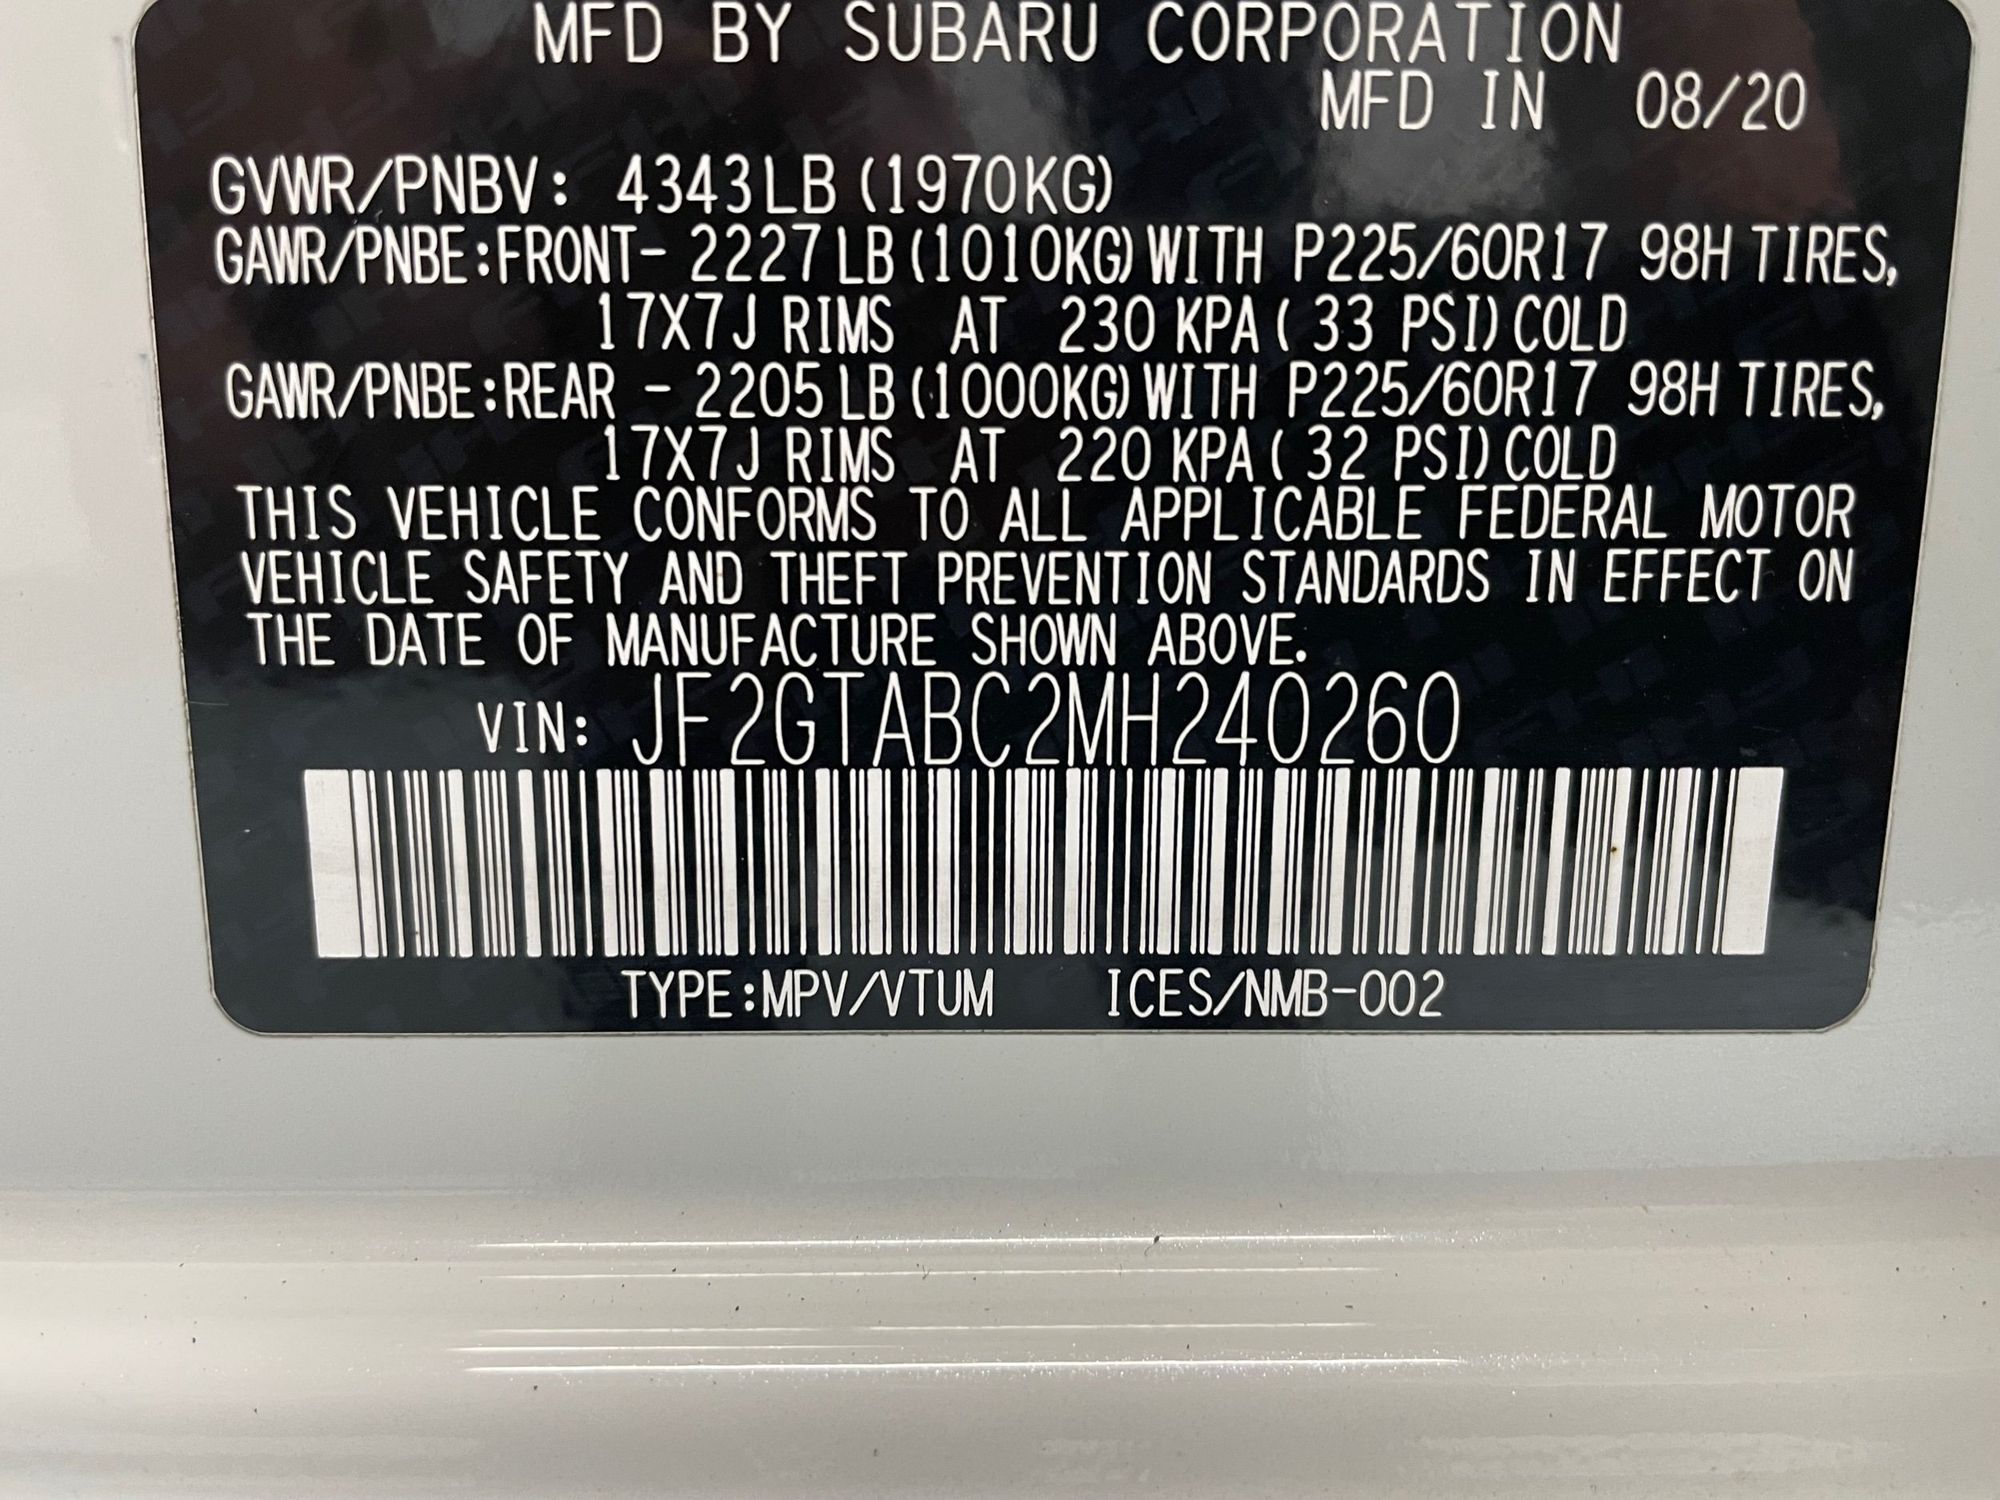 MFD BY SUBARU CORPORATION
MFD IN 08/20
GVWR/PNBV: 4343LB (1970KG)
GAWR/PNBE:FRONT- 2227LB (1010KG) WITH P225/60R17 98H TIRES,
17X7J RIMS AT 230 KPA ( 33 PSI) COLD
GAWR/PNBE:REAR - 2205LB (1000KG) WITH P225/60R17 98H TIRES,
17X7J RIMS AT 220 KPA ( 32 PSI) COLD
THIS VEHICLE CONFORMS TO ALL APPLICABLE FEDERAL MOTOR
VEHICLE SAFETY AND THEFT PREVENTION STANDARDS IN EFFECT ON
THE DATE OF MANUFACTURE SHOWN ABOVE.
VIN: JF2GTABC2MH240260
TYPE:MPV/VTUM ICES/NMB-002